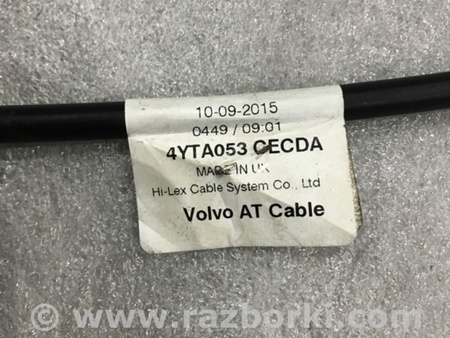 10-09-2015
0449 / 09:01
4YTA053 CECDA
MADE IN UK
Hi-Lex Cable System Co., Ltd
Volvo AT Cable
© www.razborki.com